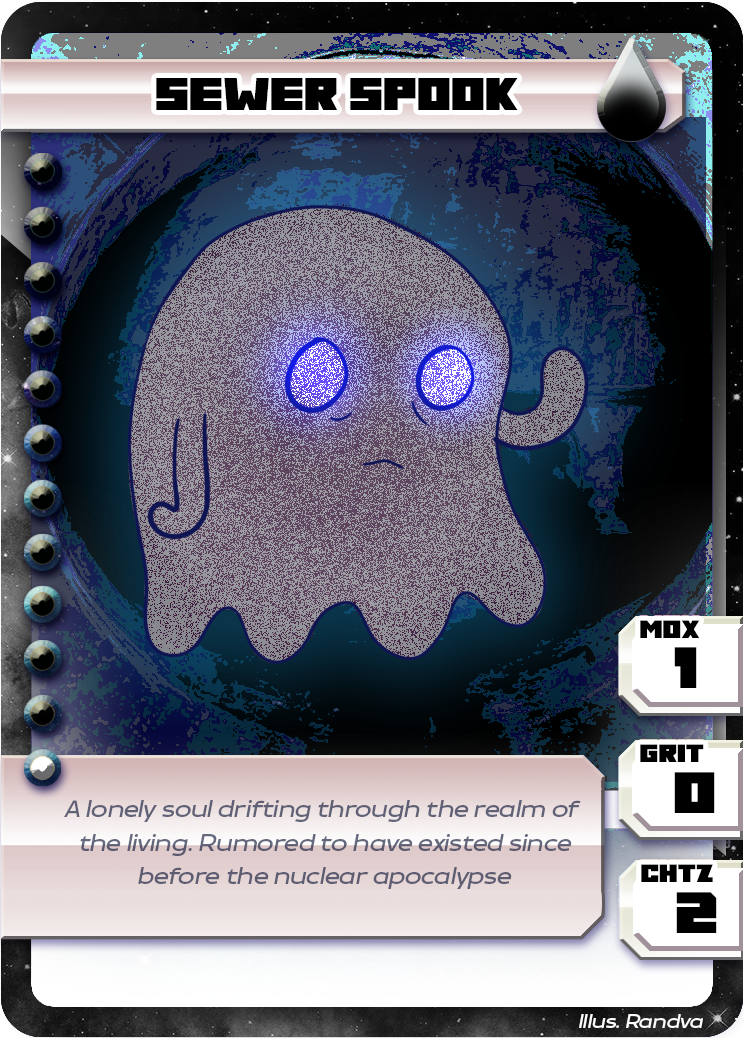 SEWER SPOOK
MOX
1
GRIT
0
CHTZ
2
A lonely soul drifting through the realm of
the living. Rumored to have existed since
before the nuclear apocalypse
Illus. Randva